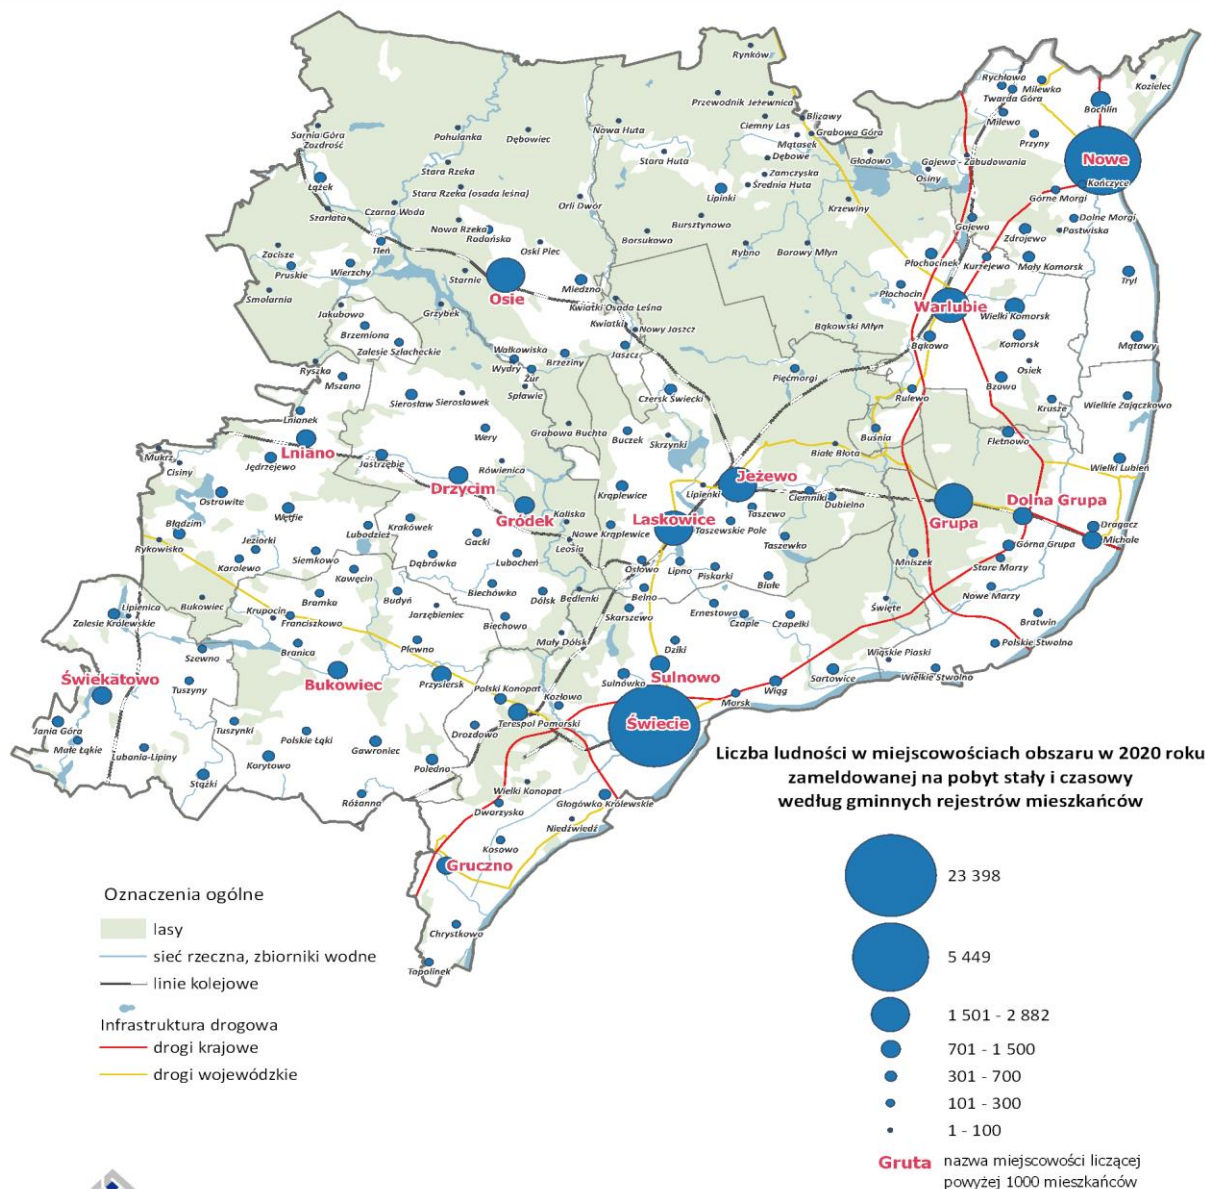 Rynków
Przewodnik
Jeżewnica
Kozielec
Rychława
Milewko
Twarda Góra
Bochlin
Milewo
Blizawy
Ciemny Las
Grabowa Góra
Mątasek
Nowa Huta
Sarnia Góra
Zazdrość
Pohulanka
Dębowiec
Przyny
Nowe
Stara Huta
Dębowe
Głodowo
Gajewo - Zabudowania
Zamczyska
Osiny
Stara Rzeka
Średnia Huta
Kończyce
Łążek
Stara Rzeka (osada leśna)
Lipinki
Krzewiny
Górne Morgi
Orli Dwór
Szarłata
Czarna Woda
Bursztynowo
Dolne Morgi
Nowa Rzeka
Radańska
Borsukowo
Gajewo
Pastwiska
Zdrojewo
Tleń
Oski Piec
Rybno
Borowy Młyn
Zacisze
Pruskie
Wierzchy
Starnie
Płochocinek
Kurzejewo
Mały Komorsk
Tryl
Smolarnia
Osie
Miedzno
Płochocin
Jakubowo
Grzybek
Kwiatki Osada Leśna
Warlubie
Wielki Komorsk
Kwiatki
Nowy Jaszcz
Bąkowski Młyn
Brzemiona
Zalesie Szlacheckie
Wałkowiska
Brzeziny
Jaszcz
Bąkowo
Komorsk
Mątawy
Ryszka
Wydry
Żur
Mszano
Spławie
Pięćmorgi
Osiek
Bzowo
Sierosław
Sierosławek
Czersk Świecki
Rulewo
Krusze
Wielkie Zajączkowo
Lnianek
Wery
Grabowa Buchta
Buczek
Skrzynki
Buśnia
Fletnowo
Lniano
Mukrz
Cisiny
Jędrzejewo
Jastrzębie
Rówienica
Białe Błota
Wielki Lubień
Drzycim
Jeżewo
Ostrowite
Krąplewice
Lipienki
Ciemniki
Dubielno
Dolna Grupa
Wętfie
Gródek
Kaliska
Laskowice
Taszewo
Grupa
Błądzim
Krakówek
Nowe Krąplewice
Taszewskie Pole
Dragacz
Lubodzież
Michale
Rykowisko
Jeziorki
Gacki
Leosia
Taszewko
Górna Grupa
Karolewo
Siemkowo
Dąbrówka
Lubocheń
Osłowo
Lipno
Mniszek
Stare Marzy
Kawęcin
Piskarki
Białe
Bukowiec
Bramka
Budyń
Biechówko
Dólsk
Bedlenki
Belno
Nowe Marzy
Lipienica
Zalesie Królewskie
Krupocin
Franciszkowo
Jarzębieniec
Biechowo
Skarszewo
Ernestowo
Czaple
Czapelki
Święte
Bratwin
Branica
Plewno
Mały Dólsk
Dziki
Polskie Stwolno
Szewno
Wiąskie Piaski
Świekatowo
Tuszyny
Bukowiec
Przysiersk
Polski Konopat
Sulnówko
Sulnowo
Wiąg
Sartowice
Wielkie Stwolno
Kozłowo
Morsk
Jania Góra
Tuszynki
Polskie Łąki
Drozdowo
Terespol Pomorski
Świecie
Małe Łąkie
Lubania-Lipiny
Gawroniec
Korytowo
Poledno
Stążki
Różanna
Wielki Konopat
Głogówko Królewskie
Dwarzyska
Niedźwiedź
Kosowo
Gruczno
Chrystkowo
Topolinek
Liczba ludności w miejscowościach obszaru w 2020 roku
zameldowanej na pobyt stały i czasowy
według gminnych rejestrów mieszkańców
23 398
5 449
1 501 - 2 882
701 - 1 500
301 - 700
101 - 300
1 - 100
Gruta nazwa miejscowości liczącej
powyżej 1000 mieszkańców
Oznaczenia ogólne
lasy
sieć rzeczna, zbiorniki wodne
linie kolejowe
Infrastruktura drogowa
drogi krajowe
drogi wojewódzkie